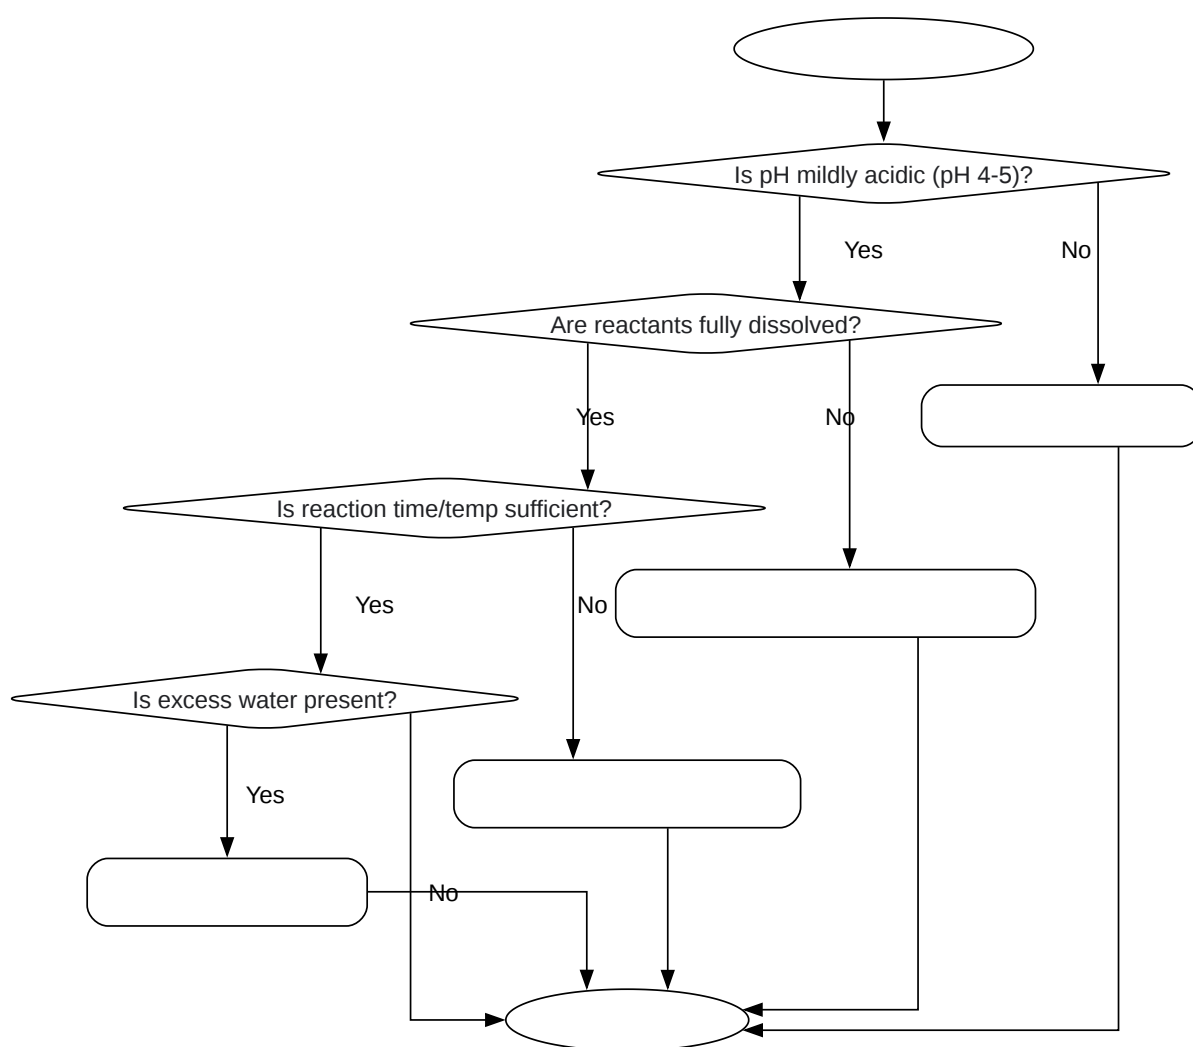 Is pH mildly acidic (pH 4-5)?
Yes
No
Are reactants fully dissolved?
Yes
No
Is reaction time/temp sufficient?
Yes
No
Is excess water present?
Yes
No